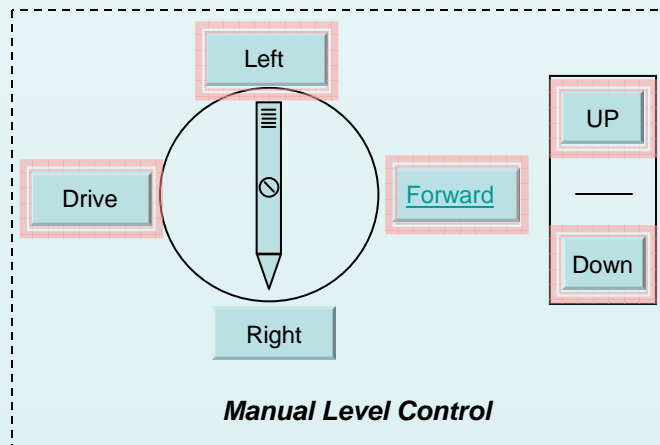 Left
UP
Drive
Forward
Down
Right
Manual Level Control